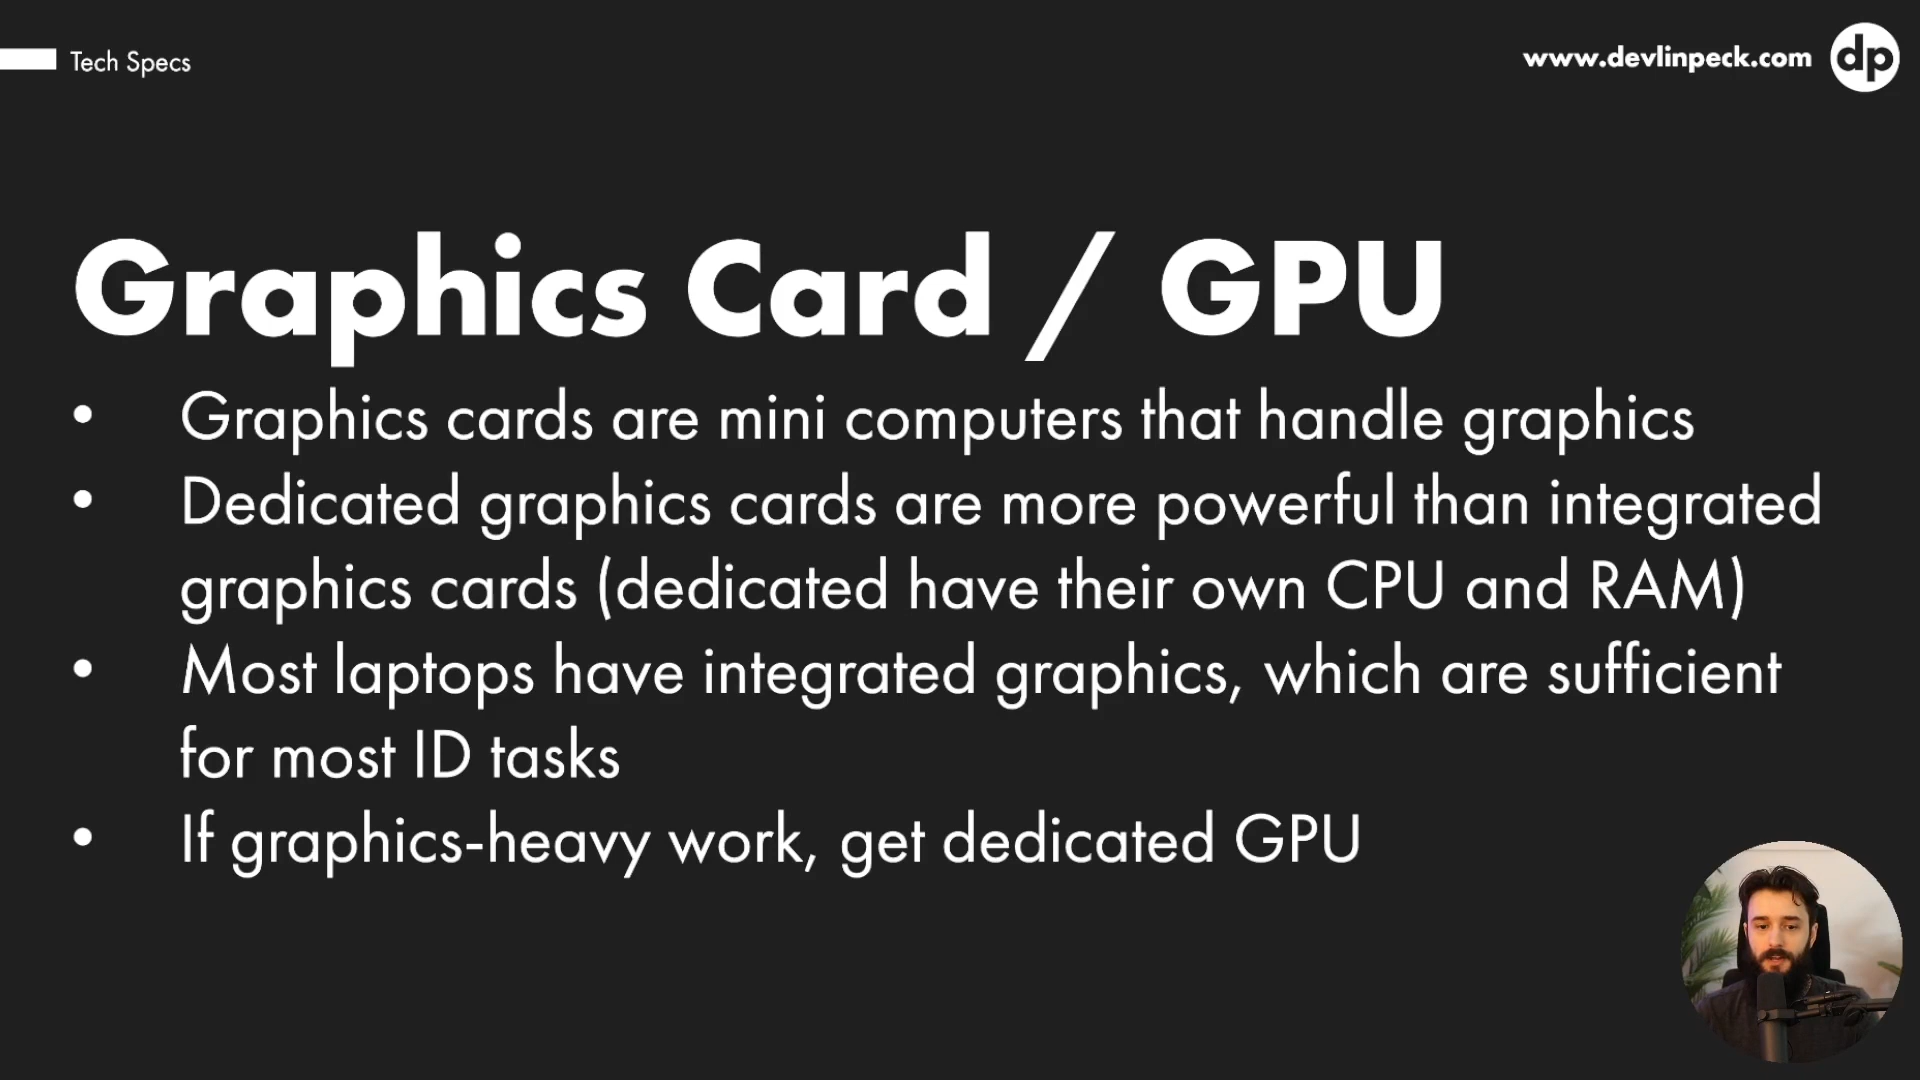 Tech Specs
www.devlinpeck.com dp
Graphics Card / GPU
• Graphics cards are mini computers that handle graphics
• Dedicated graphics cards are more powerful than integrated
graphics cards (dedicated have their own CPU and RAM)
• Most laptops have integrated graphics, which are sufficient
for most ID tasks
• If graphics-heavy work, get dedicated GPU